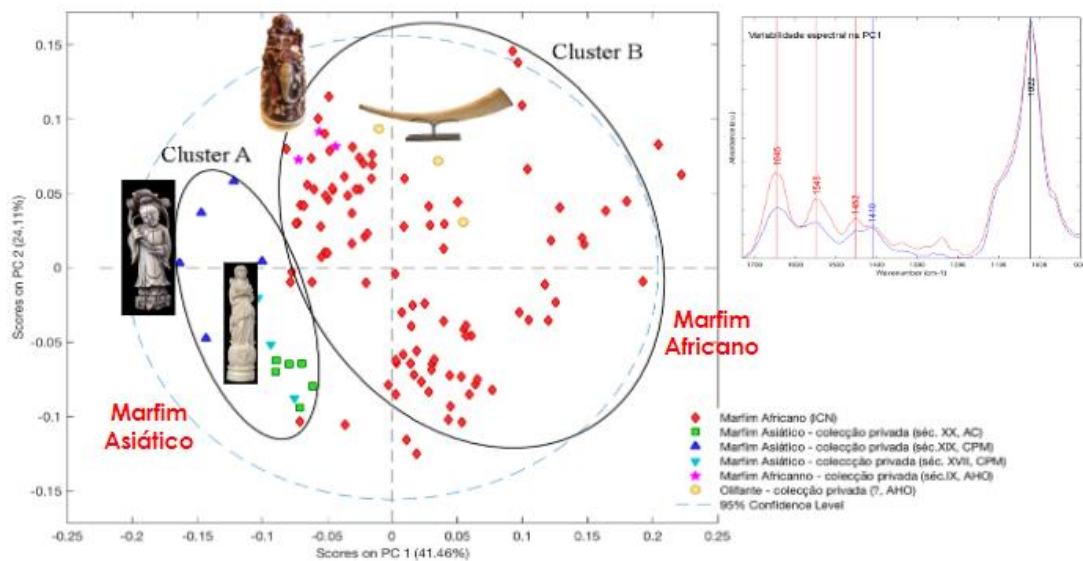 Cluster B
Cluster A
Marfim
Africano
Marfim
Asiático
Scores on PC 2 (24,11%)
0.15
0.1
0.05
0
-0.05
-0.1
-0.15
-0.25
-0.2
-0.15
-0.1
-0.05
0
0.05
0.1
0.15
0.2
0.25
Scores on PC 1 (41.46%)
Marfim Africano (ICN)
Marfim Asiático - colecção privada (séc. XX, AC)
Marfim Asiático - colecção privada (séc.XIX, CPM)
Marfim Asiático - coleccção privada (séc. XVII, CPM)
Marfim Africanno - colecção privada (séc.IX, AHO)
Olifante - colecção privada (?, AHO)
95% Confidence Level
Variabilidade espectral na PC1
1645
1452
1410
1022
Wavenumber (cm-1)